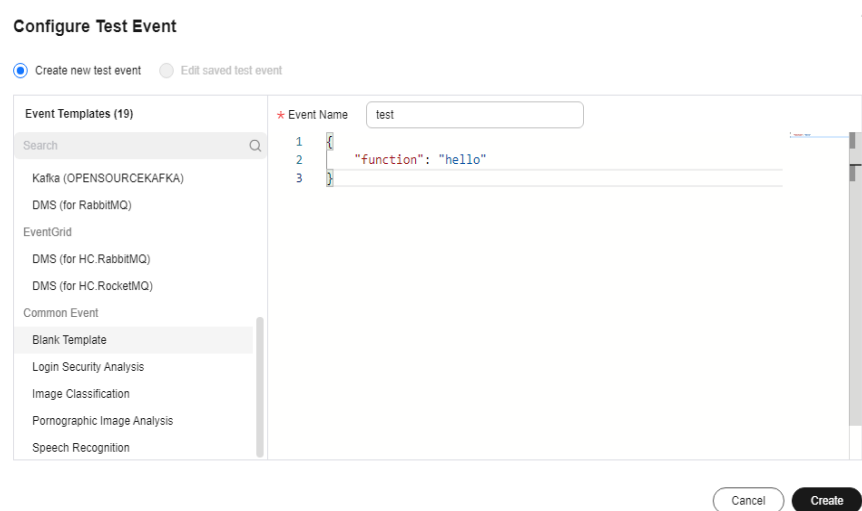 Configure Test Event
Create new test event Edit saved test event
Event Templates (19)
Search
Kafka (OPENSOURCEKAFKA)
DMS (for RabbitMQ)
EventGrid
DMS (for HC.RabbitMQ)
DMS (for HC.RocketMQ)
Common Event
Blank Template
Login Security Analysis
Image Classification
Pornographic Image Analysis
Speech Recognition
* Event Name test
1 {
2 "function": "hello"
3 }
Cancel Create